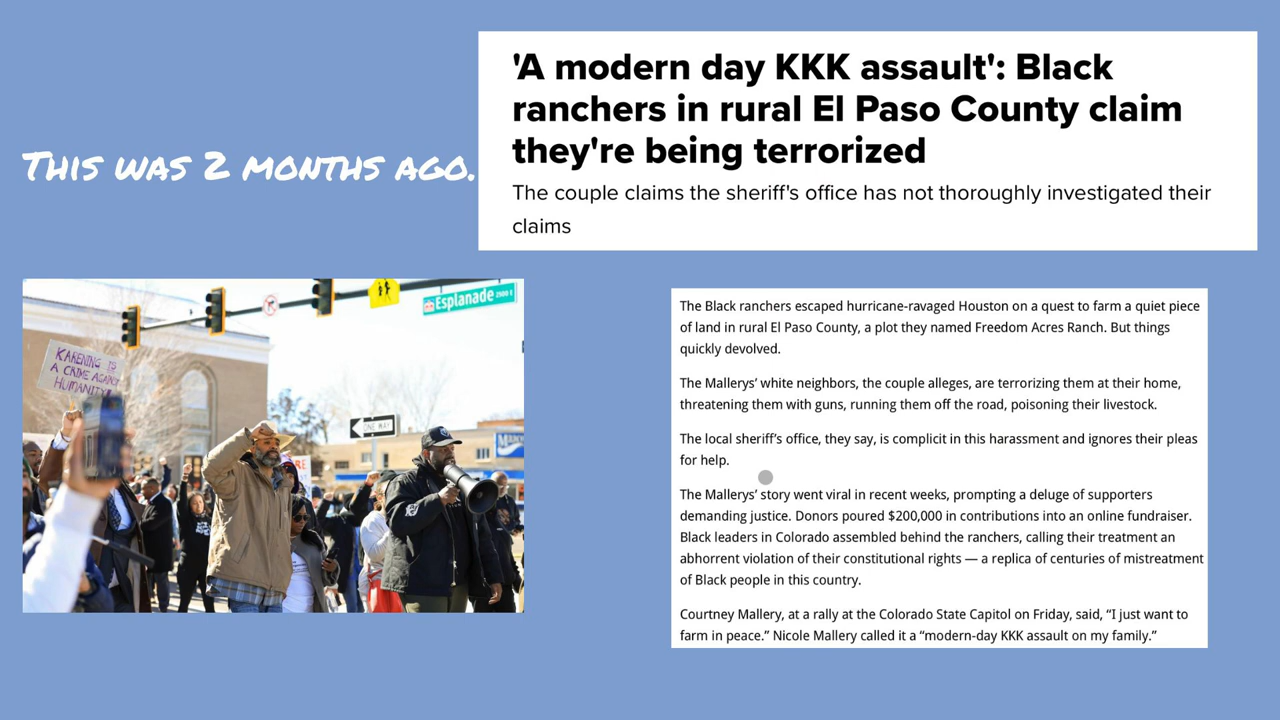 'A modern day KKK assault': Black
ranchers in rural El Paso County claim
they're being terrorized
The couple claims the sheriff's office has not thoroughly investigated their
claims
THIS WAS 2 MONTHS AGO.
Esplanade 2500 E
KARENING IS
A CRIME AGAINST
HUMANITY!
ONE WAY
The Black ranchers escaped hurricane-ravaged Houston on a quest to farm a quiet piece
of land in rural El Paso County, a plot they named Freedom Acres Ranch. But things
quickly devolved.
The Mallerys’ white neighbors, the couple alleges, are terrorizing them at their home,
threatening them with guns, running them off the road, poisoning their livestock.
The local sheriff’s office, they say, is complicit in this harassment and ignores their pleas
for help.
The Mallerys’ story went viral in recent weeks, prompting a deluge of supporters
demanding justice. Donors poured $200,000 in contributions into an online fundraiser.
Black leaders in Colorado assembled behind the ranchers, calling their treatment an
abhorrent violation of their constitutional rights — a replica of centuries of mistreatment
of Black people in this country.
Courtney Mallery, at a rally at the Colorado State Capitol on Friday, said, “I just want to
farm in peace.” Nicole Mallery called it a “modern-day KKK assault on my family.”